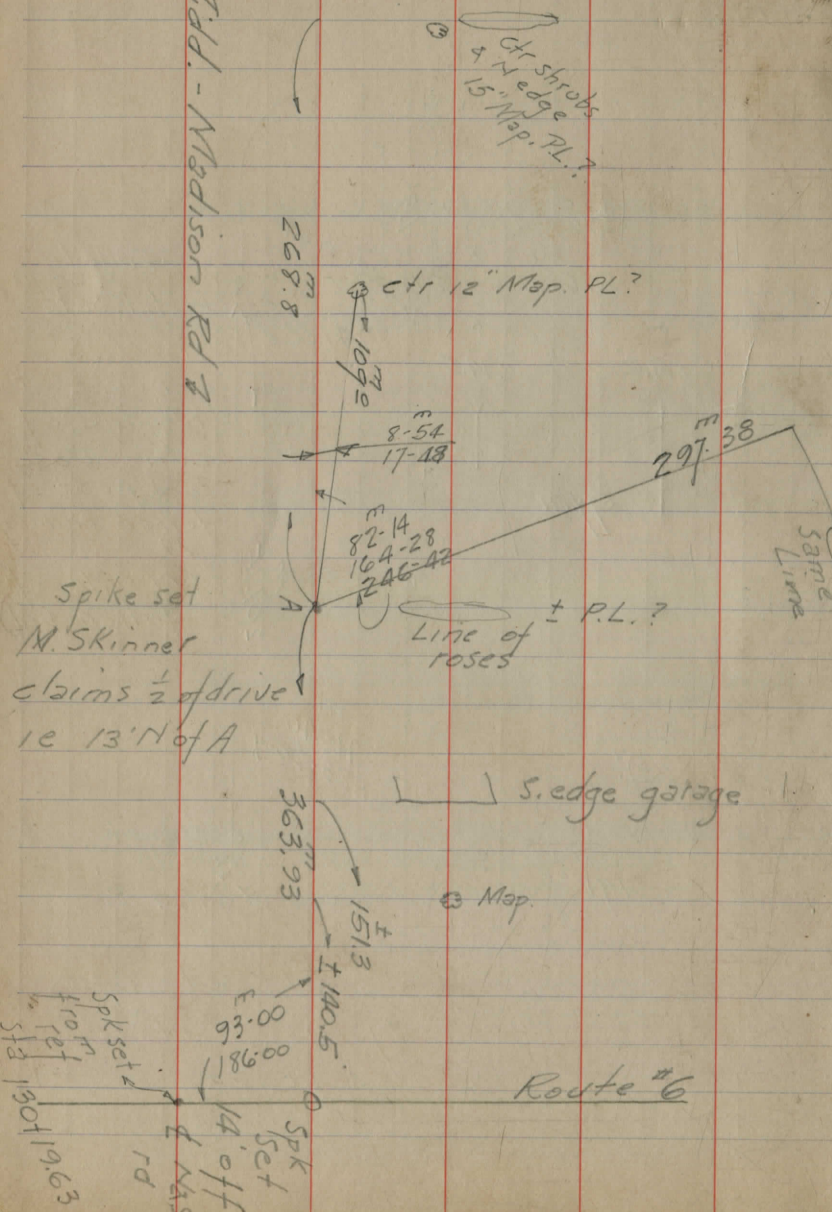 ctr shrubs
& N edge
15" Map. P.L.?
- Madison Rd
268.8
m
ctr 12" Map. PL?
m
109.0
E
8-54
17-48
E
297.38
Same
Line
E
82-14
164-28
246-42
A
± P.L.?
Line of
roses
Spike set
M. Skinner
claims ½ of drive
ie 13' N of A
S. edge garage
m
363.93
Map.
±
151.3
± 140.5
E
93-00
186-00
Route #6
Spk set
from
ref
sta 130+19.63
Spk
set
14' off
rd